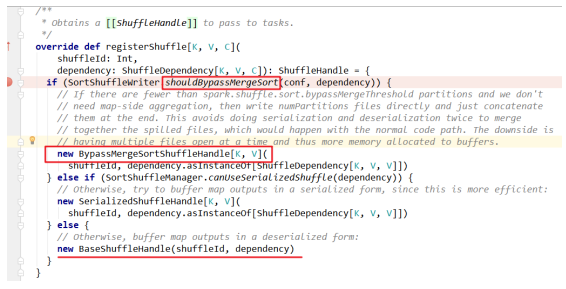 /**
 * Obtains a [[ShuffleHandle]] to pass to tasks.
 */
override def registerShuffle[K, V, C](
    shuffleId: Int,
    dependency: ShuffleDependency[K, V, C]): ShuffleHandle = {
  if (SortShuffleWriter.shouldBypassMergeSort(conf, dependency)) {
    // If there are fewer than spark.shuffle.sort.bypassMergeThreshold partitions and we don't
    // need map-side aggregation, then write numPartitions files directly and just concatenate
    // them at the end. This avoids doing serialization and deserialization twice to merge
    // together the spilled files, which would happen with the normal code path. The downside is
    // having multiple files open at a time and thus more memory allocated to buffers.
    new BypassMergeSortShuffleHandle[K, V](
      shuffleId, dependency.asInstanceOf[ShuffleDependency[K, V, V]])
  } else if (SortShuffleManager.canUseSerializedShuffle(dependency)) {
    // Otherwise, try to buffer map outputs in a serialized form, since this is more efficient:
    new SerializedShuffleHandle[K, V](
      shuffleId, dependency.asInstanceOf[ShuffleDependency[K, V, V]])
  } else {
    // Otherwise, buffer map outputs in a deserialized form:
    new BaseShuffleHandle(shuffleId, dependency)
  }
}